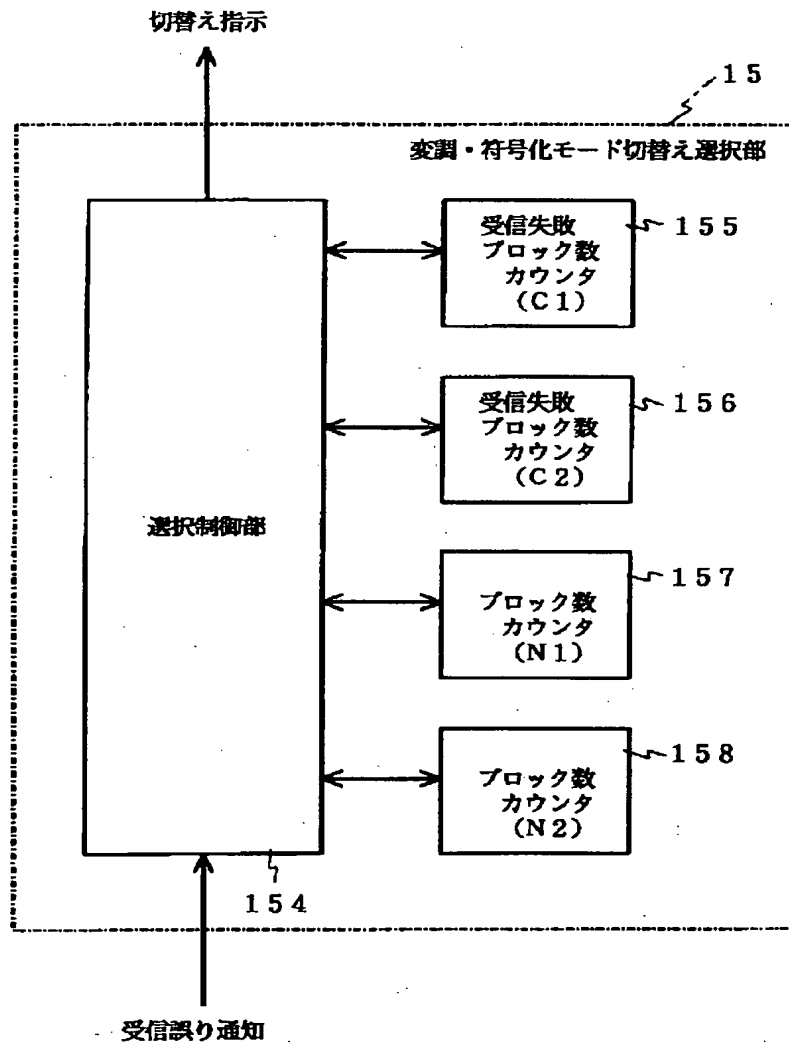 切替え指示
15
変調・符号化モード切替え選択部
受信失敗
ブロック数
カウンタ
(C1)
155
受信失敗
ブロック数
カウンタ
(C2)
156
選択制御部
ブロック数
カウンタ
(N1)
157
ブロック数
カウンタ
(N2)
158
154
受信誤り通知